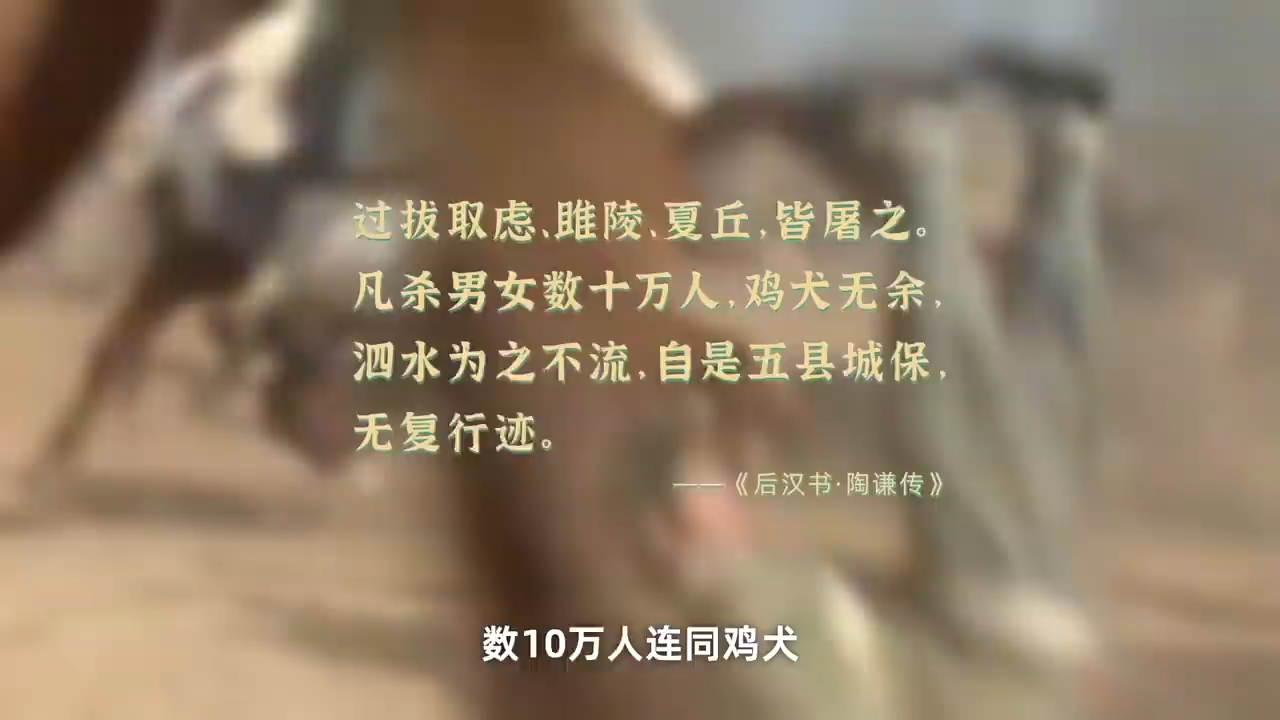 过拔取虑、雎陵、夏丘，皆屠之。
凡杀男女数十万人，鸡犬无余，
泗水为之不流，自是五县城保，
无复行迹。
——《后汉书·陶谦传》
数10万人连同鸡犬